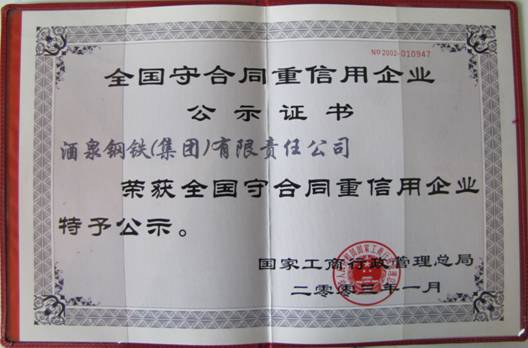 NO 2002-010947
全国守合同重信用企业
公示证书
酒泉钢铁(集团)有限责任公司
荣获全国守合同重信用企业
特予公示。
国家工商行政管理总局
二零零三年一月